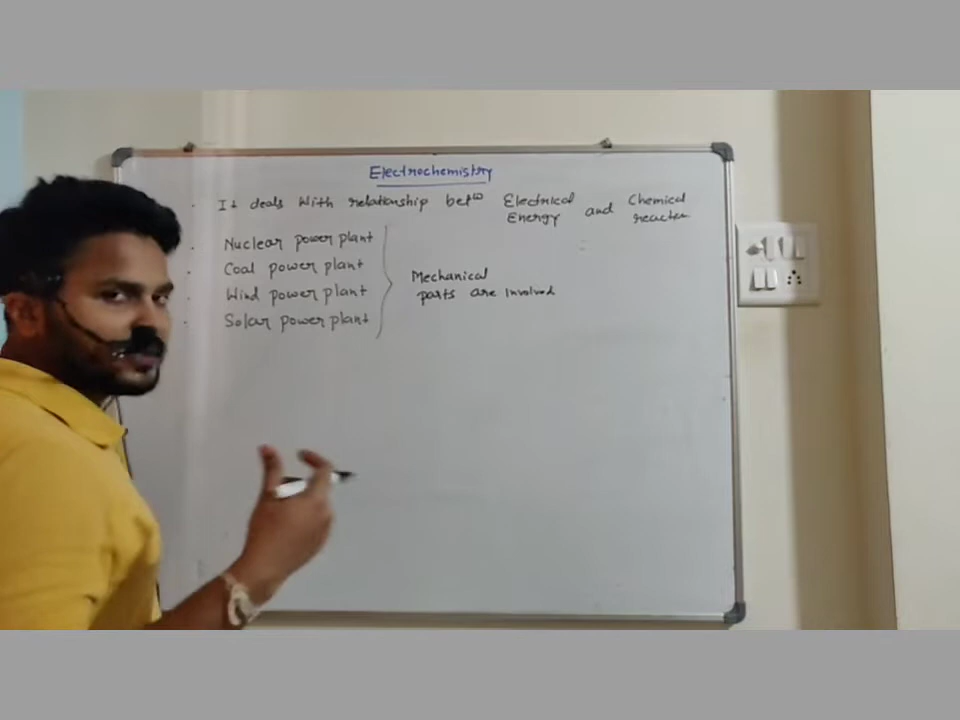 Electrochemistry
It deals with relationship betn Electrical Energy and Chemical reaction
Nuclear power plant
Coal power plant
Wind power plant
Solar power plant
Mechanical
parts are involved